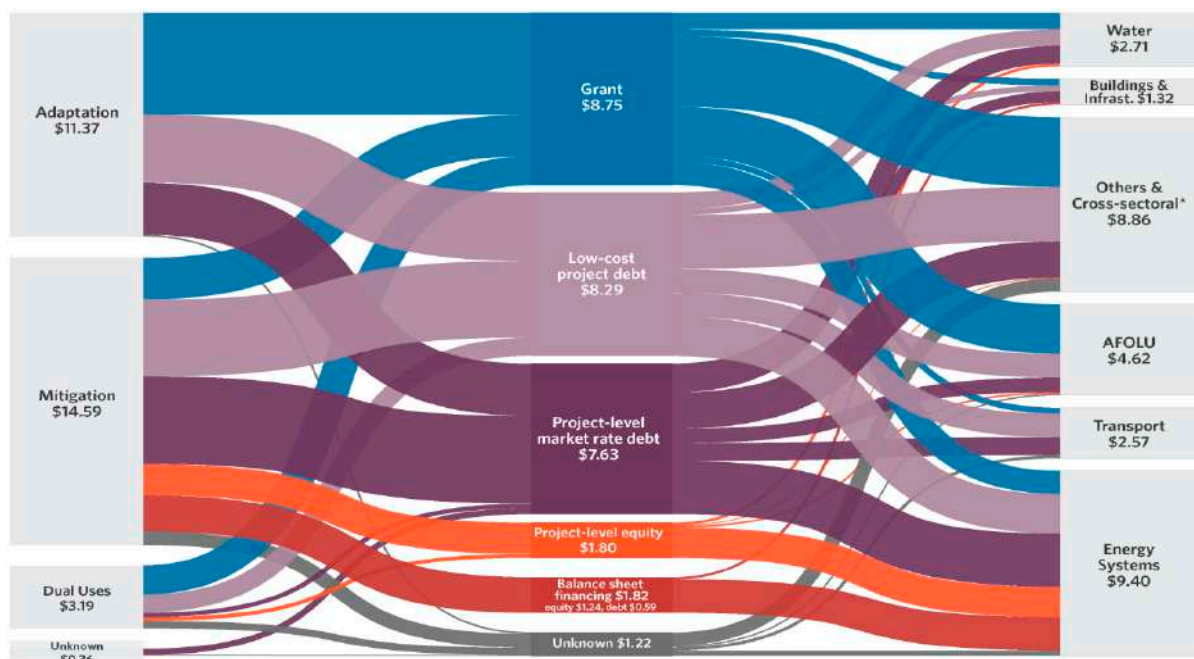 Adaptation
$11.37
Mitigation
$14.59
Dual Uses
$3.19
Unknown
Grant
$8.75
Low-cost
project debt
$8.29
Project-level
market rate debt
$7.63
Project-level equity
$1.80
Balance sheet
financing $1.82
equity $1.24, debt $0.59
Unknown $1.22
Water
$2.71
Buildings &
Infrast. $1.32
Others &
Cross-sectoral*
$8.86
AFOLU
$4.62
Transport
$2.57
Energy
Systems
$9.40